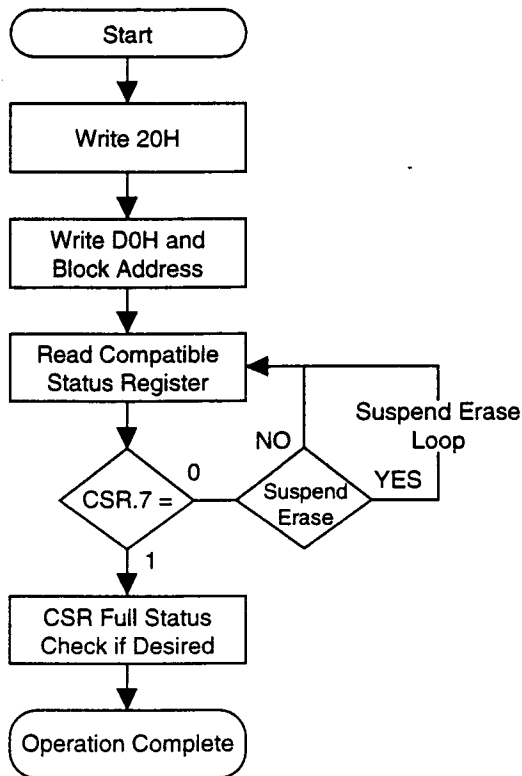 Start
Write 20H
Write D0H and
Block Address
Read Compatible
Status Register
Suspend Erase
Loop
NO
0
YES
CSR.7 =
Suspend
Erase
1
CSR Full Status
Check if Desired
Operation Complete